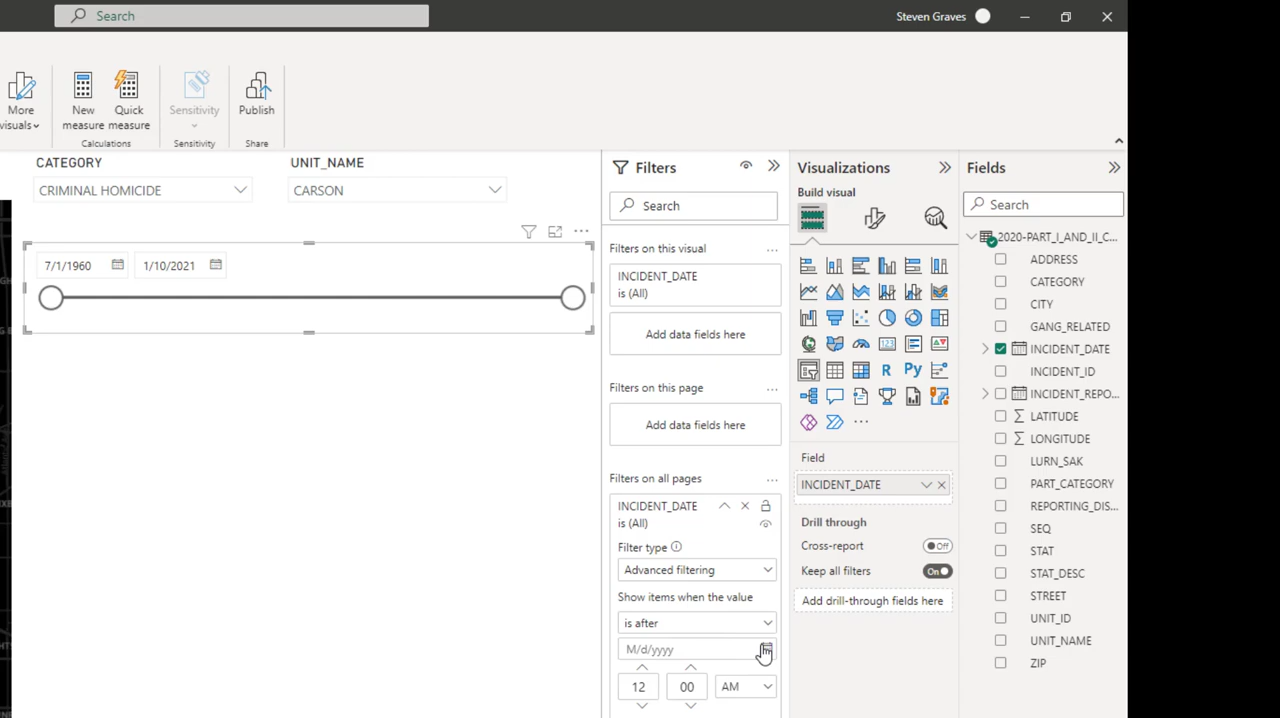 Search
Steven Graves
More
visuals
New
measure
Quick
measure
Sensitivity
Publish
Calculations
Sensitivity
Share
CATEGORY
CRIMINAL HOMICIDE
UNIT_NAME
CARSON
7/1/1960
1/10/2021
Filters
Search
Filters on this visual
INCIDENT_DATE
is (All)
Add data fields here
Filters on this page
Add data fields here
Filters on all pages
INCIDENT_DATE
is (All)
Filter type
Advanced filtering
Show items when the value
is after
M/d/yyyy
12
00
AM
Visualizations
Build visual
123
R
Py
Field
INCIDENT_DATE
Drill through
Cross-report
Off
Keep all filters
On
Add drill-through fields here
Fields
Search
2020-PART_I_AND_II_C...
ADDRESS
CATEGORY
CITY
GANG_RELATED
INCIDENT_DATE
INCIDENT_ID
INCIDENT_REPO...
LATITUDE
LONGITUDE
LURN_SAK
PART_CATEGORY
REPORTING_DIS...
SEQ
STAT
STAT_DESC
STREET
UNIT_ID
UNIT_NAME
ZIP